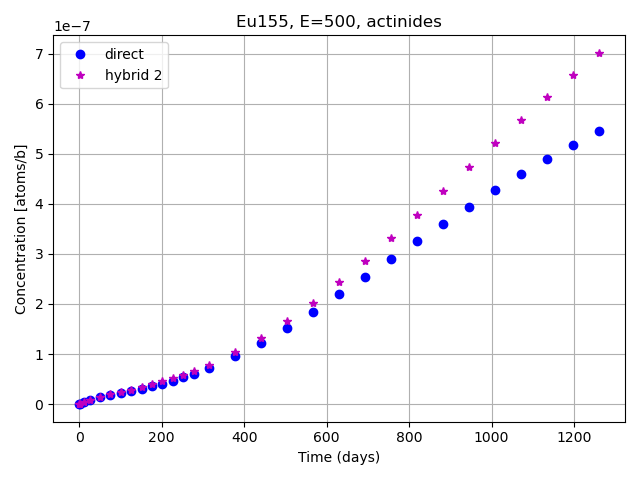 Eu155, E=500, actinides
1e−7
direct
hybrid 2
7
6
5
4
3
2
1
0
Concentration [atoms/b]
0 200 400 600 800 1000 1200
Time (days)